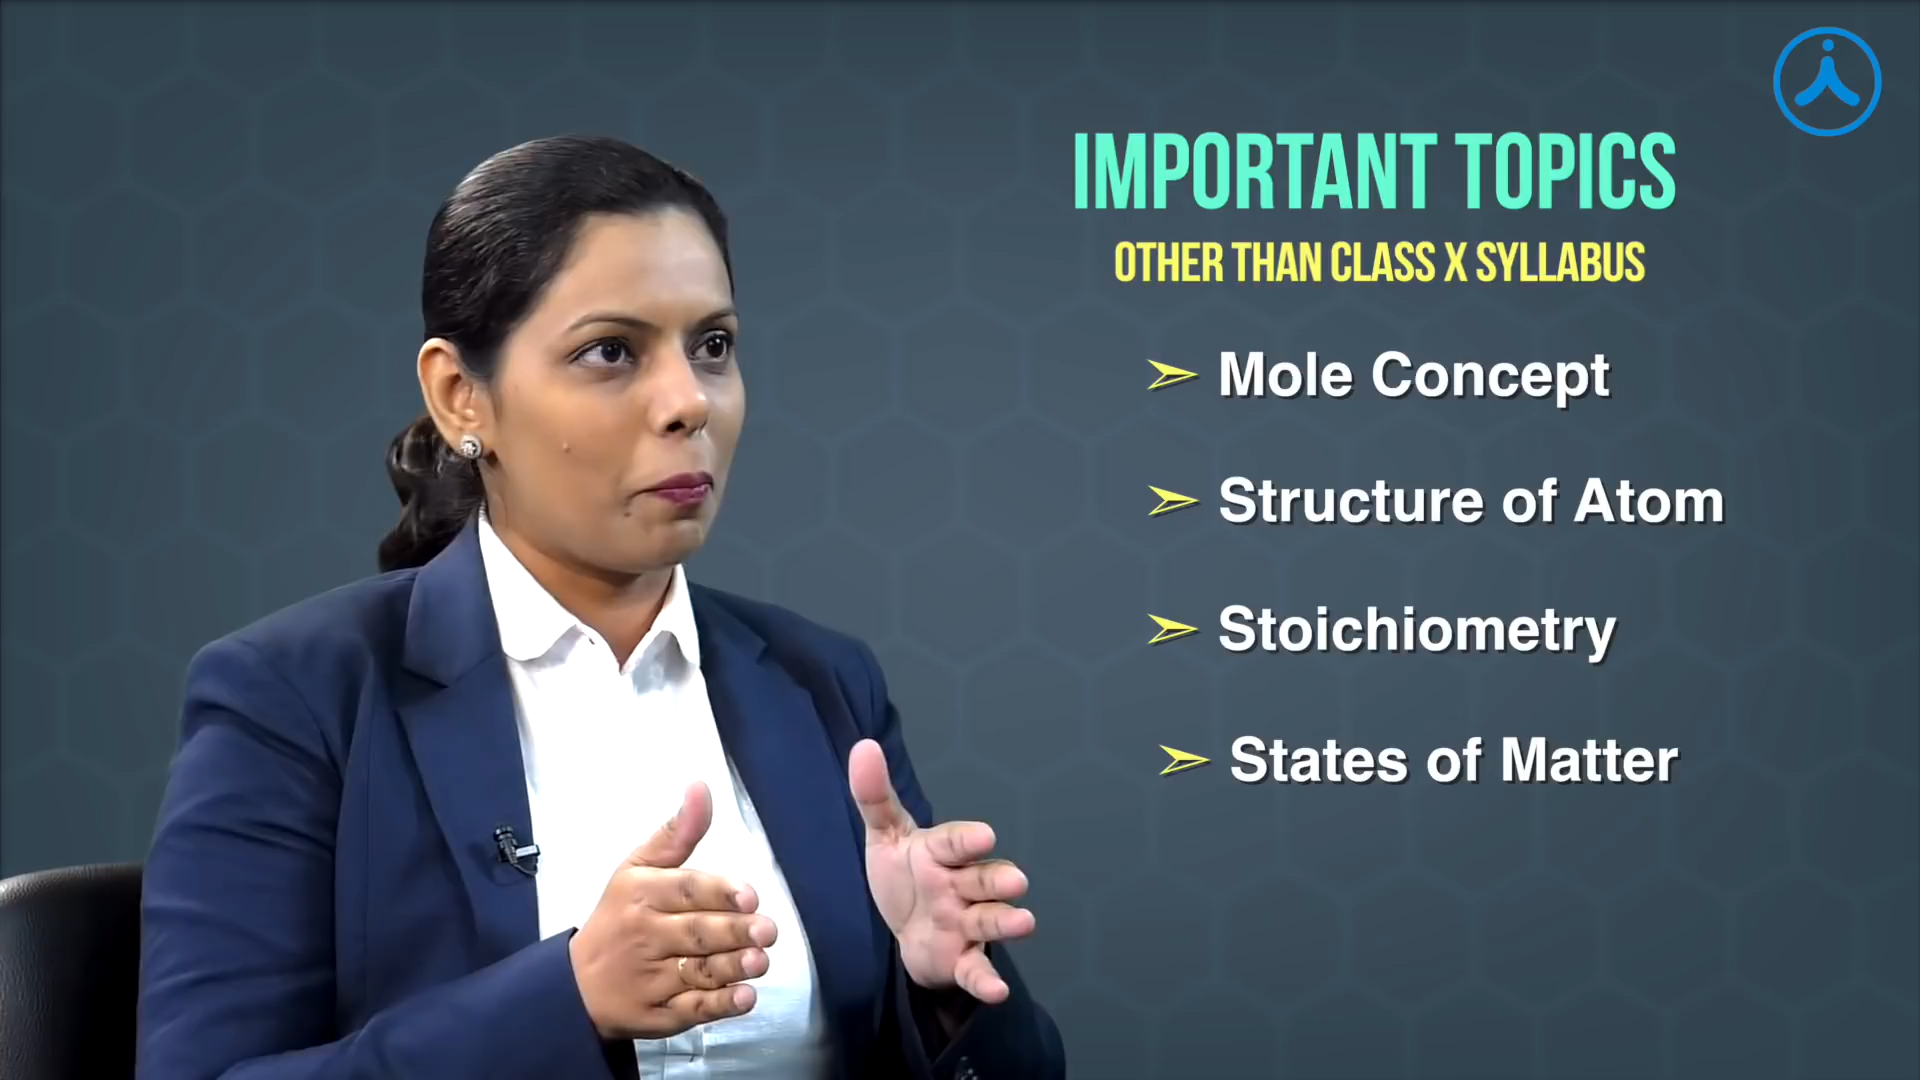 IMPORTANT TOPICS
OTHER THAN CLASS X SYLLABUS
Mole Concept
Structure of Atom
Stoichiometry
States of Matter